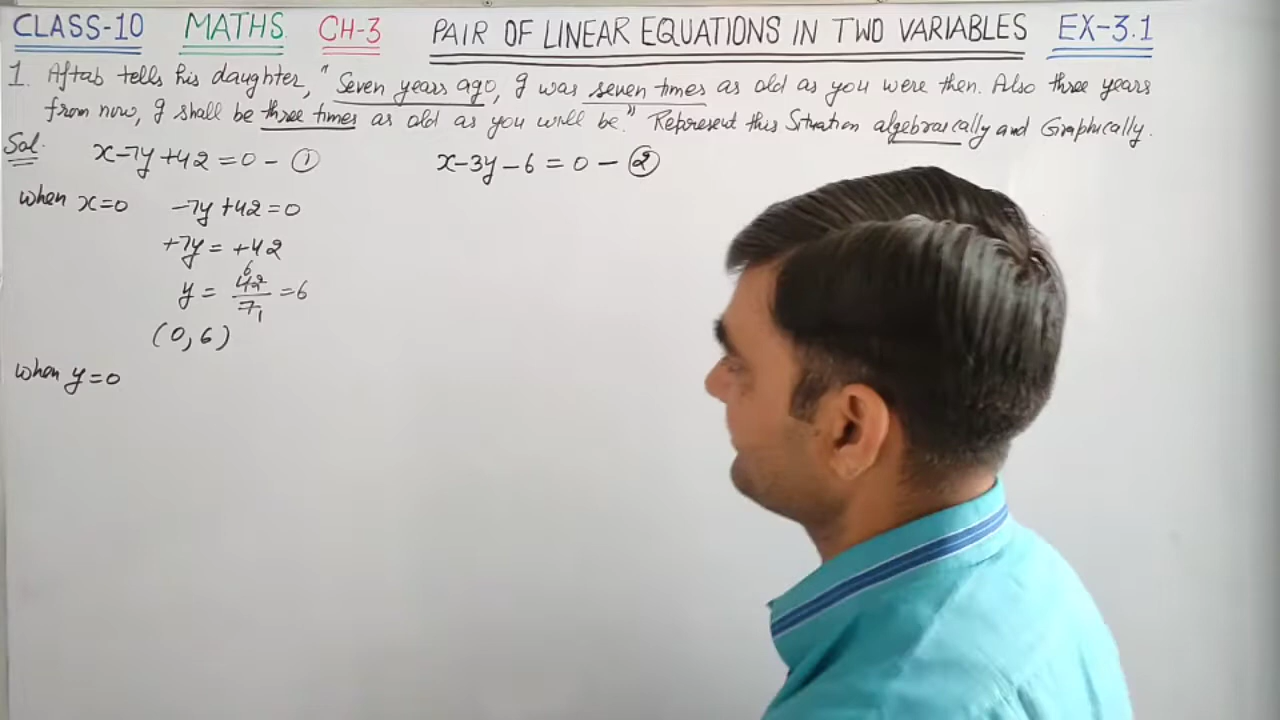 CLASS-10 MATHS CH-3 PAIR OF LINEAR EQUATIONS IN TWO VARIABLES EX-3.1
1. Aftab tells his daughter, "Seven years ago, I was seven times as old as you were then. Also three years
from now, I shall be three times as old as you will be." Represent this Situation algebraically and Graphically.
Sol. x-7y+42=0 - ① x-3y-6=0 - ②
when x=0 -7y+42=0
+7y = +42
6
y = 42/7 = 6
1
(0,6)
when y=0